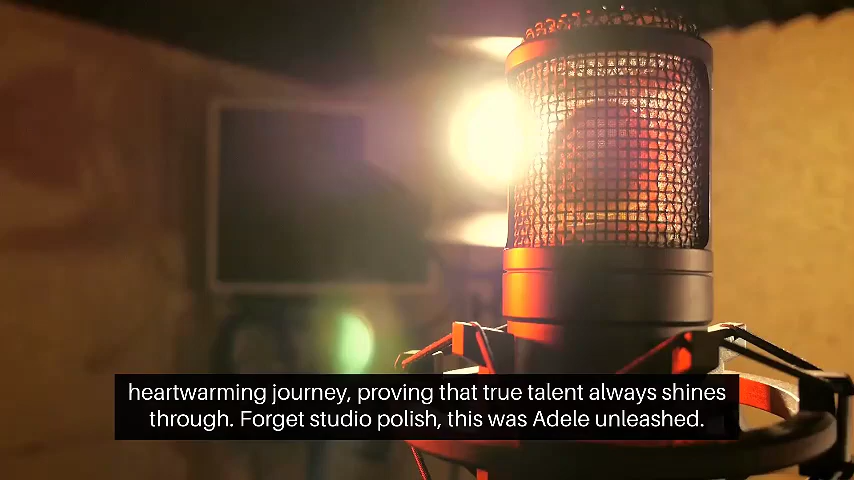 heartwarming journey, proving that true talent always shines
through. Forget studio polish, this was Adele unleashed.